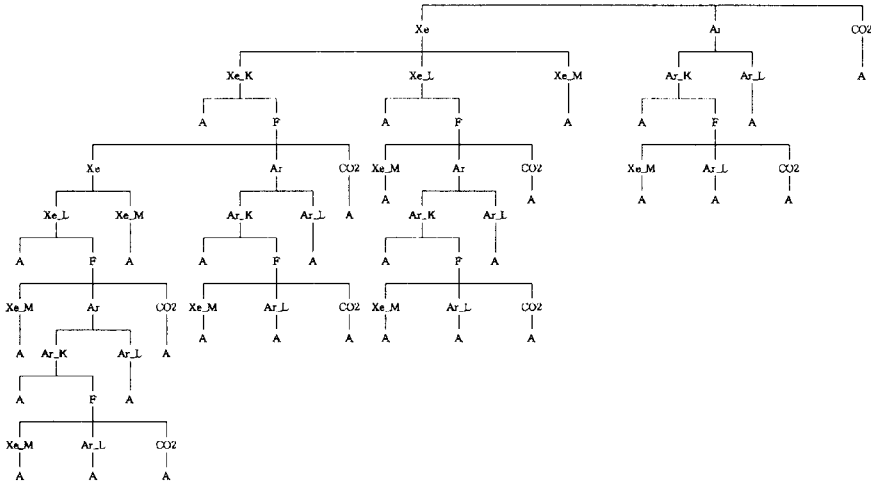 Xe Ar CO2
Xe_K Xe_L Xe_M Ar_K Ar_L A
A F A F A A F A
Xe Ar CO2 Xe_M Ar CO2 Xe_M Ar_L CO2
A A A A A
Xe_L Xe_M Ar_K Ar_L A Ar_K Ar_L
A F A A F A A F A
Xe_M Ar CO2 Xe_M Ar_L CO2 Xe_M Ar_L CO2
A A A A A A
A Ar_K Ar_L A
A F A
Xe_M Ar_L CO2
A A A